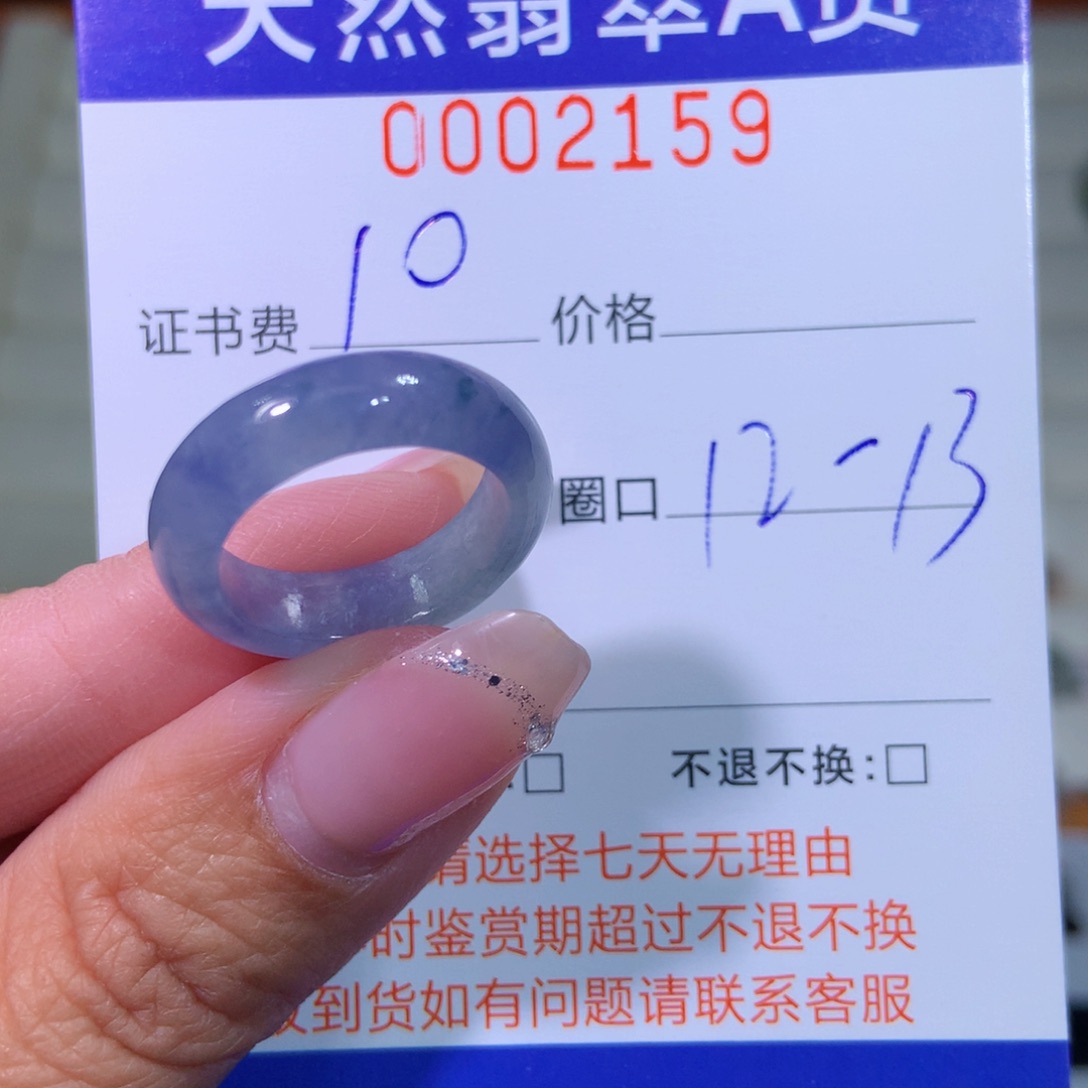 天然翡翠A货
0002159
证书费 10 价格
圈口 12-13
:□ 不退不换:□
请选择七天无理由
时鉴赏期超过不退不换
到货如有问题请联系客服